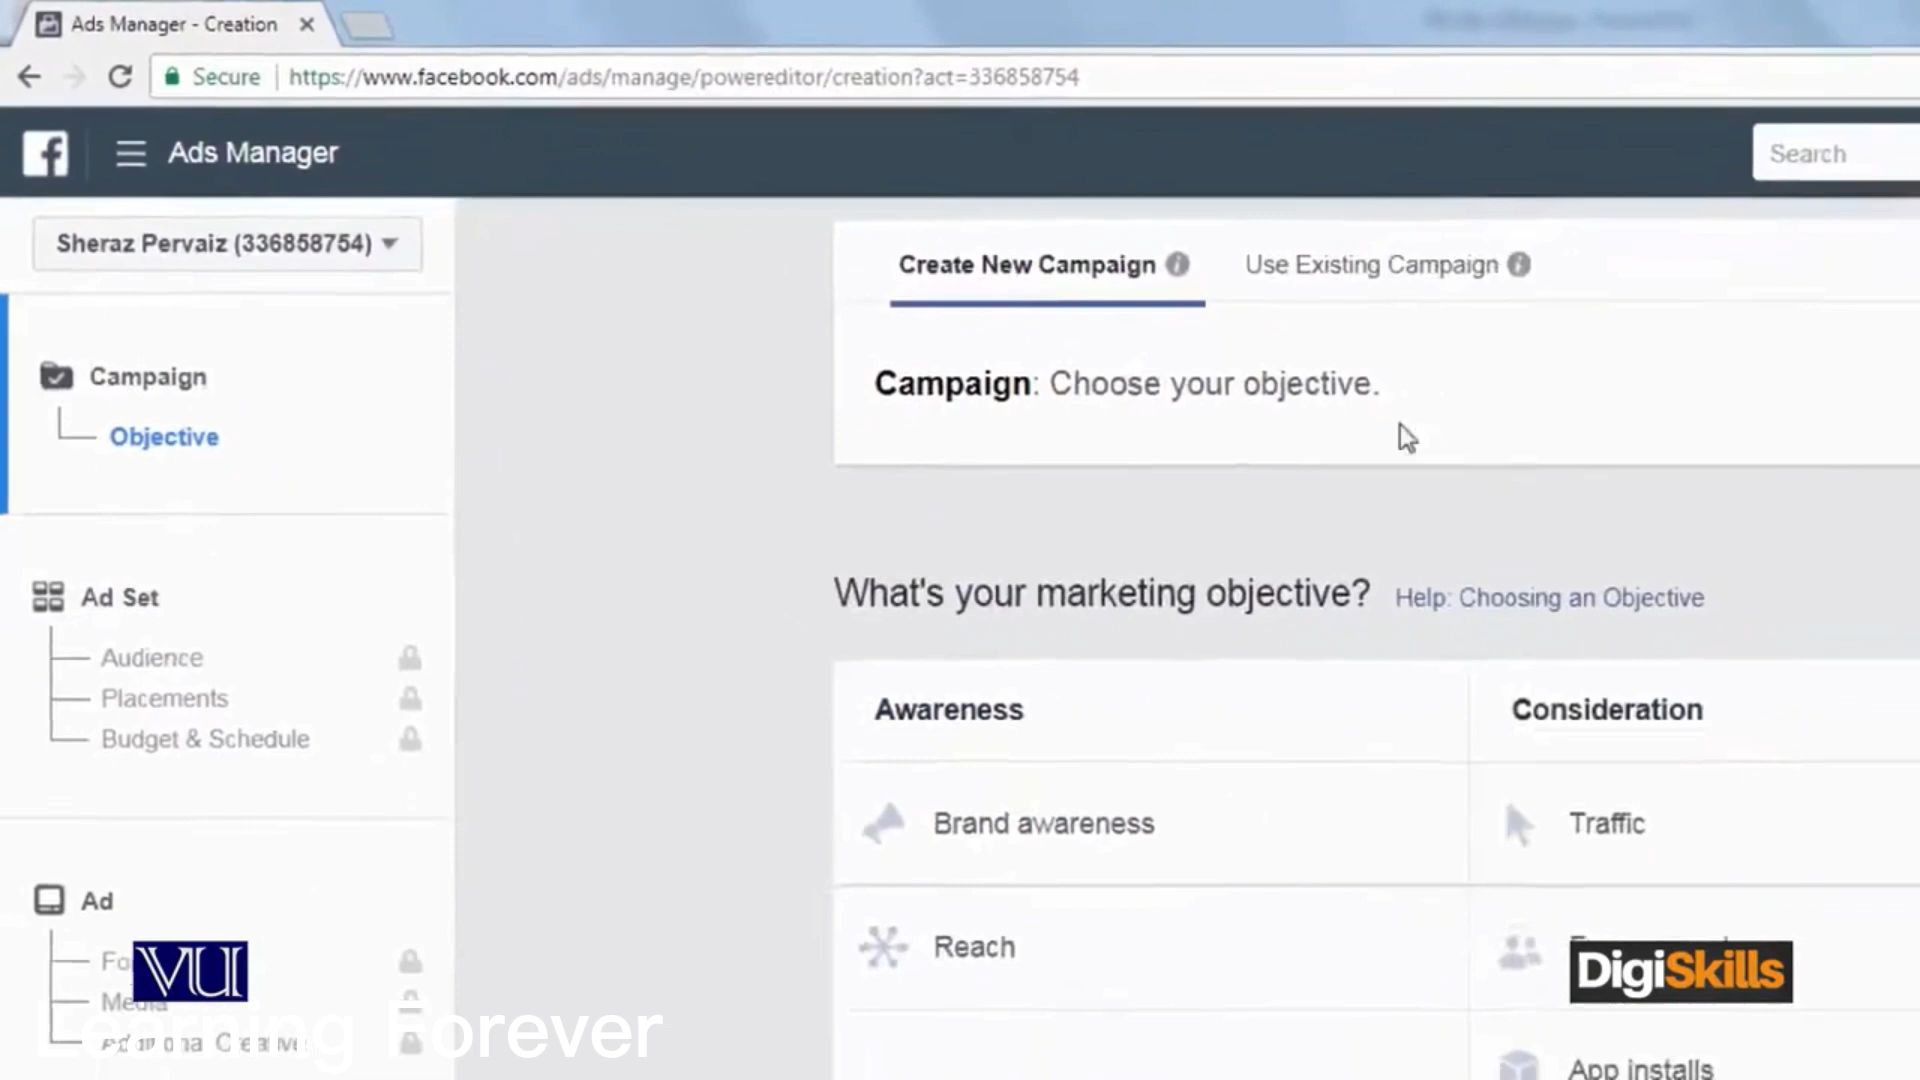 Ads Manager - Creation
Secure https://www.facebook.com/ads/manage/powereditor/creation?act=336858754
Ads Manager
Search
Sheraz Pervaiz (336858754)
Create New Campaign
Use Existing Campaign
Campaign
Objective
Campaign: Choose your objective.
Ad Set
Audience
Placements
Budget & Schedule
What's your marketing objective? Help: Choosing an Objective
Awareness
Consideration
Brand awareness
Traffic
Reach
App installs
Ad
Media
VU
DigiSkills
Learning Forever